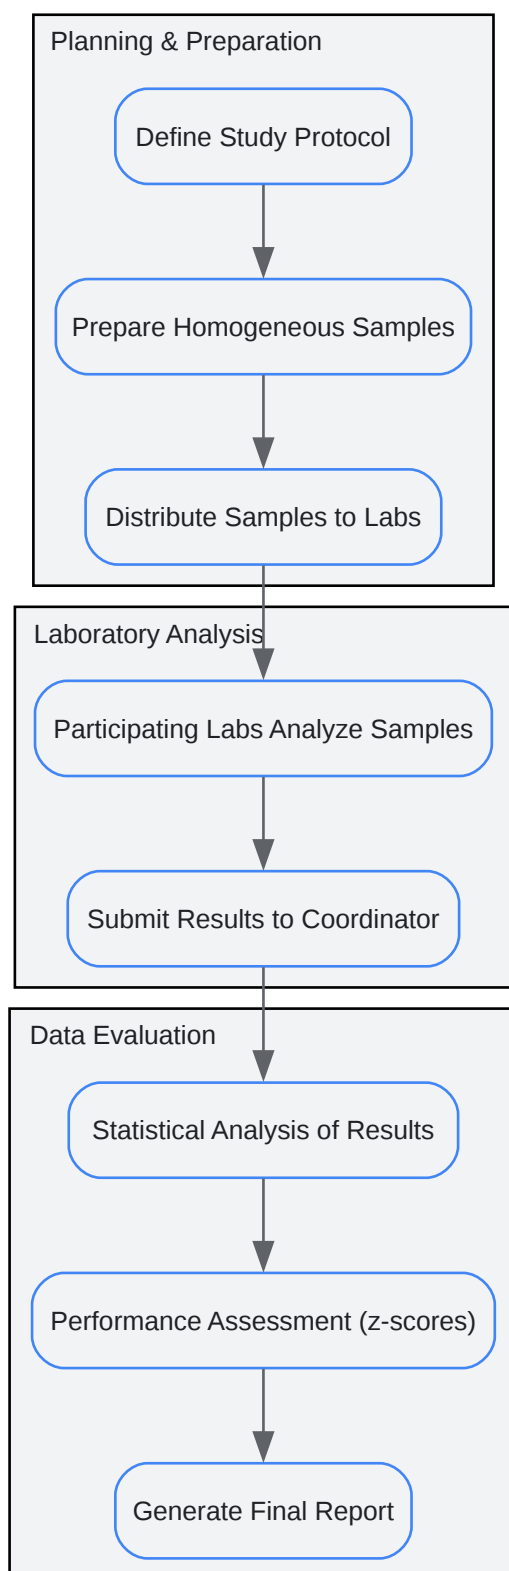 Planning & Preparation
Define Study Protocol
Prepare Homogeneous Samples
Distribute Samples to Labs
Laboratory Analysis
Participating Labs Analyze Samples
Submit Results to Coordinator
Data Evaluation
Statistical Analysis of Results
Performance Assessment (z-scores)
Generate Final Report